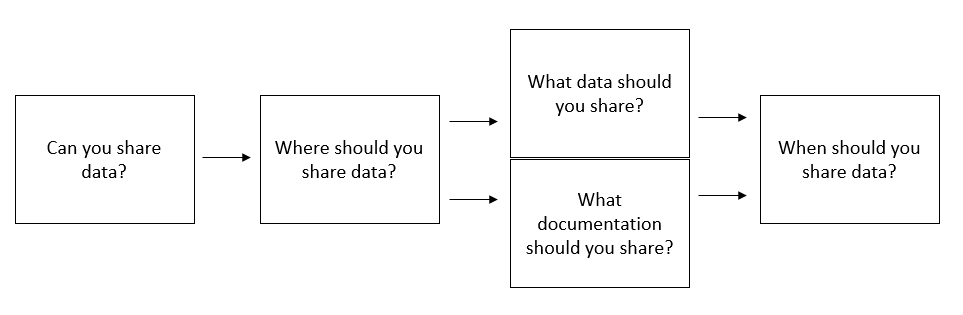 Can you share
data?
Where should you
share data?
What data should
you share?
What
documentation
should you share?
When should you
share data?